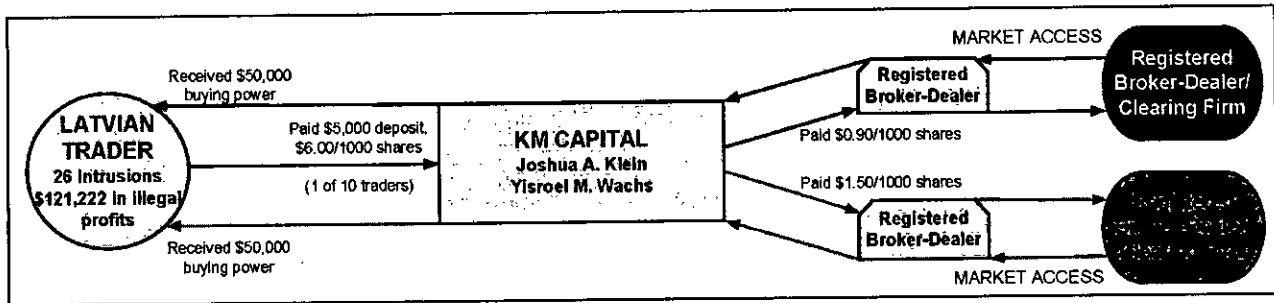 Received $50,000
buying power
LATVIAN
TRADER
26 Intrusions
$121,222 in illegal
profits
Paid $5,000 deposit,
$6.00/1000 shares
(1 of 10 traders)
Received $50,000
buying power
KM CAPITAL
Joshua A. Klein
Yisroel M. Wachs
MARKET ACCESS
Registered
Broker-Dealer
Paid $0.90/1000 shares
Registered
Broker-Dealer/
Clearing Firm
Paid $1.50/1000 shares
Registered
Broker-Dealer
MARKET ACCESS